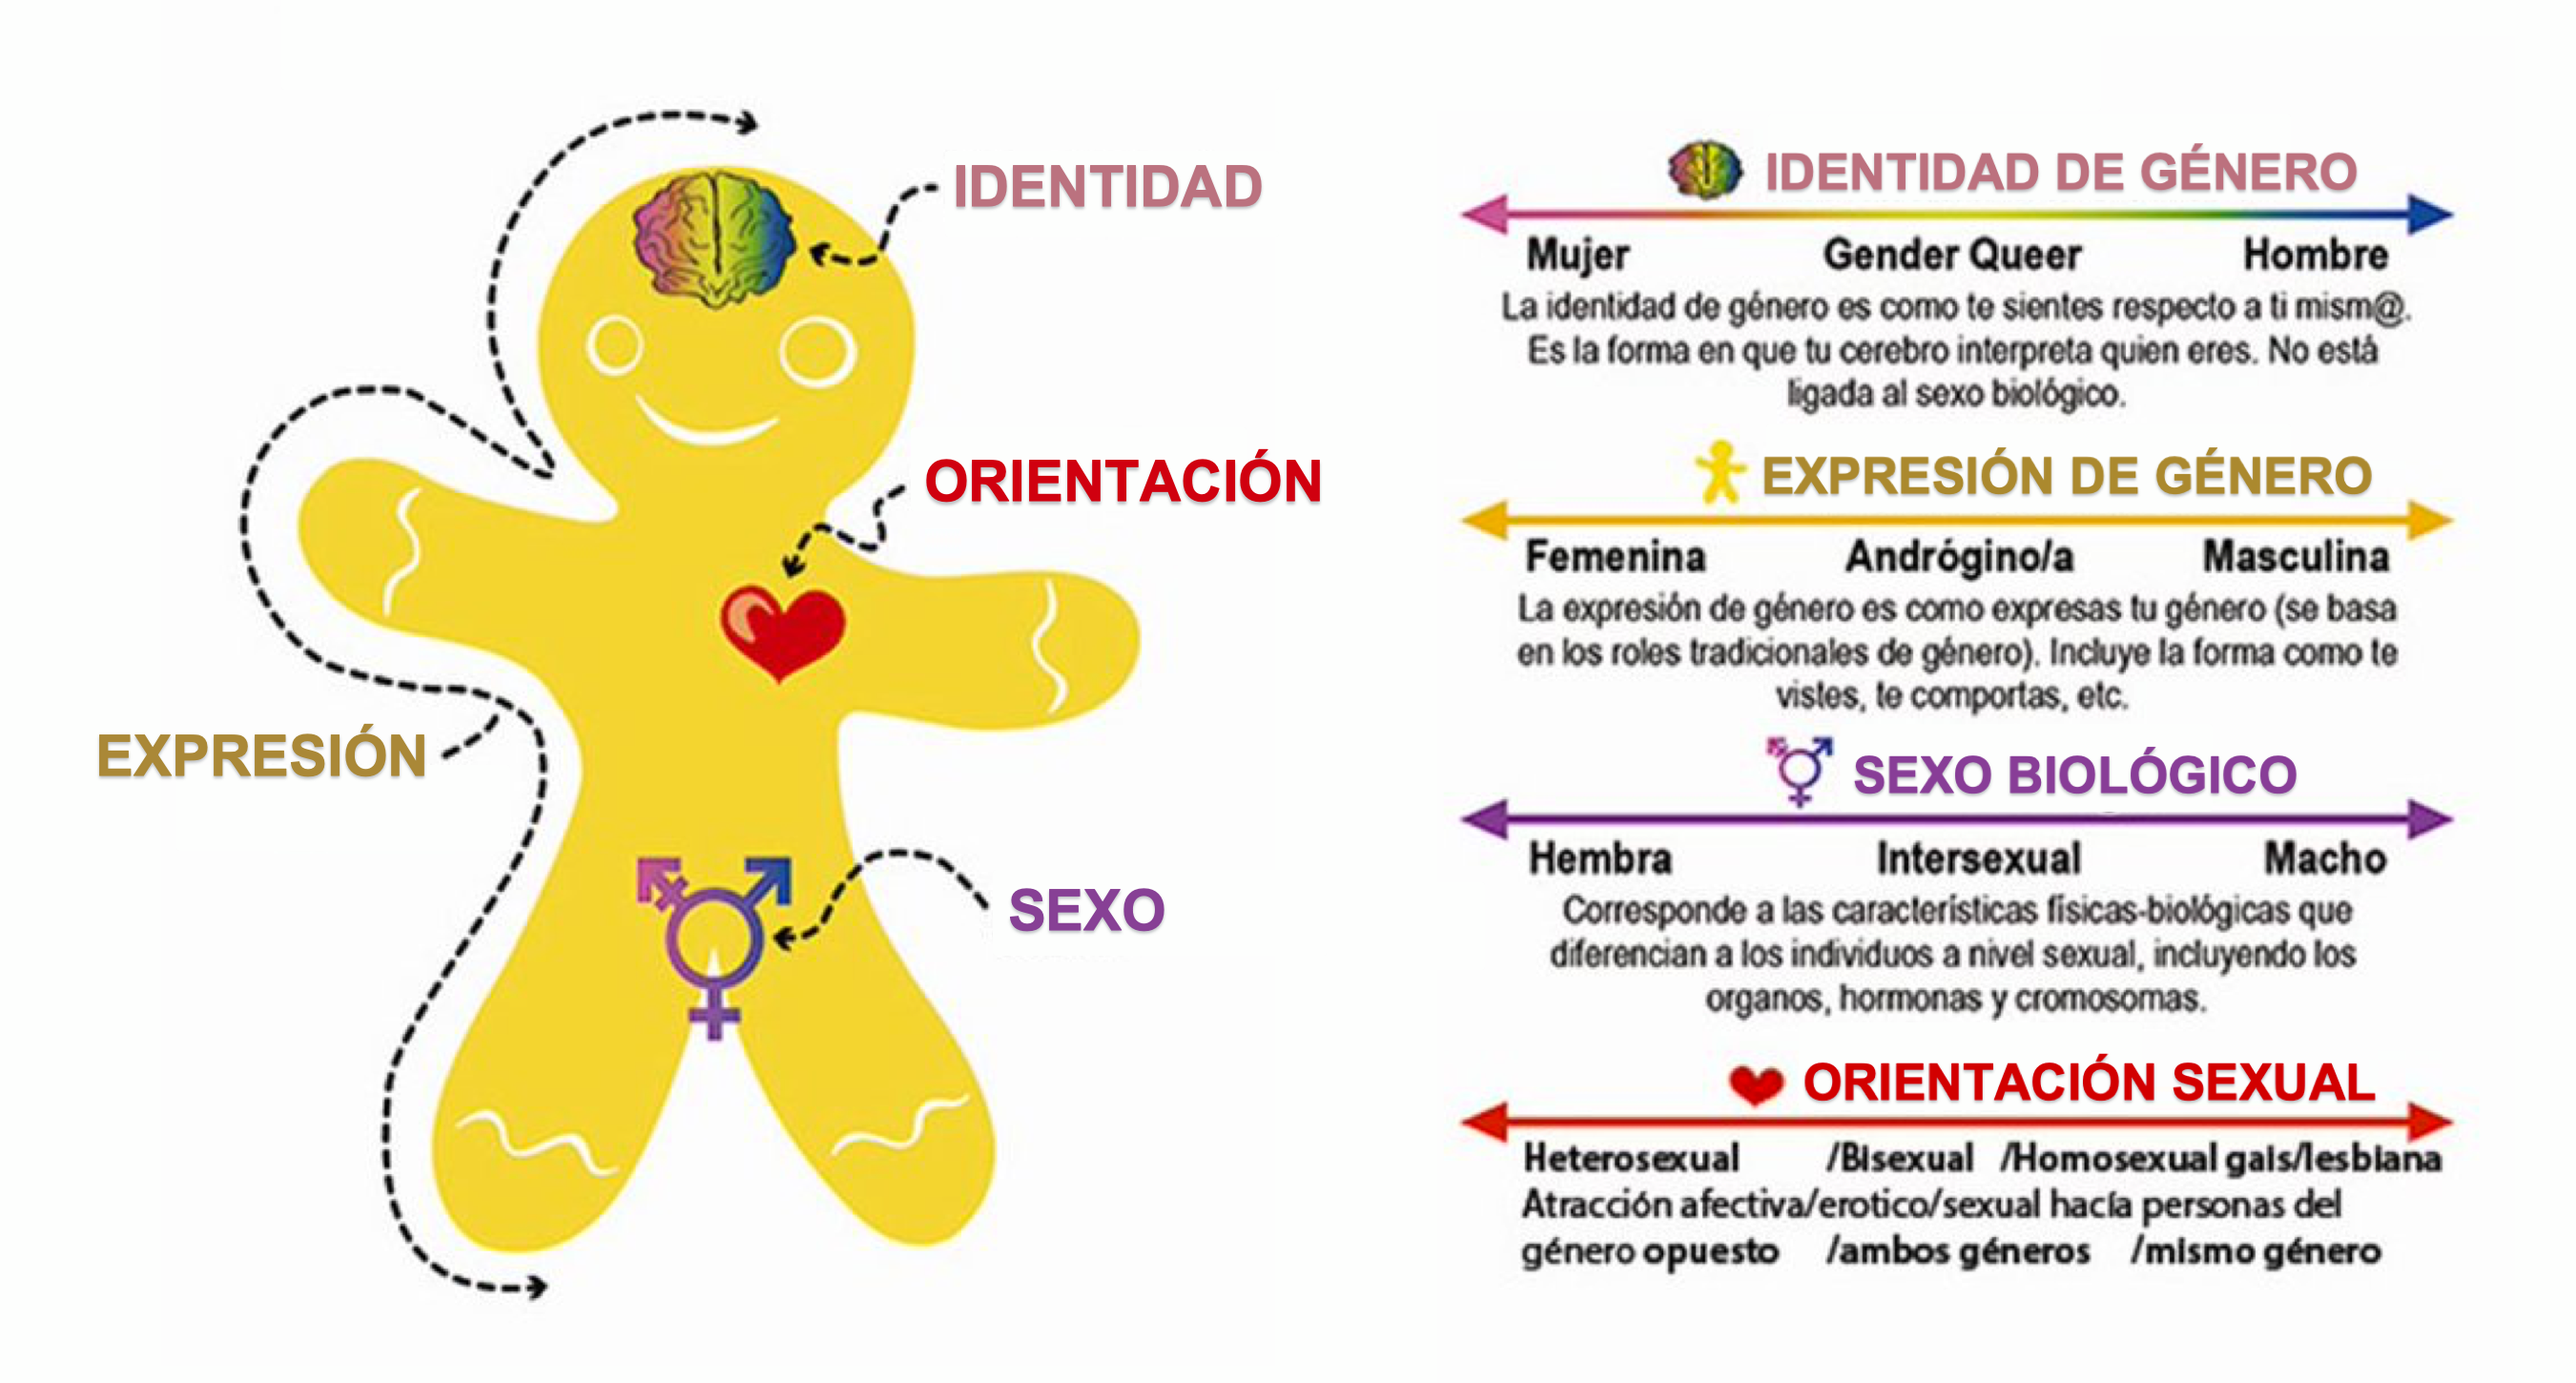 IDENTIDAD
ORIENTACIÓN
EXPRESIÓN
SEXO
IDENTIDAD DE GÉNERO
Mujer Gender Queer Hombre
La identidad de género es como te sientes respecto a ti mism@.
Es la forma en que tu cerebro interpreta quien eres. No está
ligada al sexo biológico.
EXPRESIÓN DE GÉNERO
Femenina Andrógino/a Masculina
La expresión de género es como expresas tu género (se basa
en los roles tradicionales de género). Incluye la forma como te
vistes, te comportas, etc.
SEXO BIOLÓGICO
Hembra Intersexual Macho
Corresponde a las características físicas-biológicas que
diferencian a los individuos a nivel sexual, incluyendo los
organos, hormonas y cromosomas.
ORIENTACIÓN SEXUAL
Heterosexual /Bisexual /Homosexual gais/lesbiana
Atracción afectiva/erotico/sexual hacía personas del
género opuesto /ambos géneros /mismo género